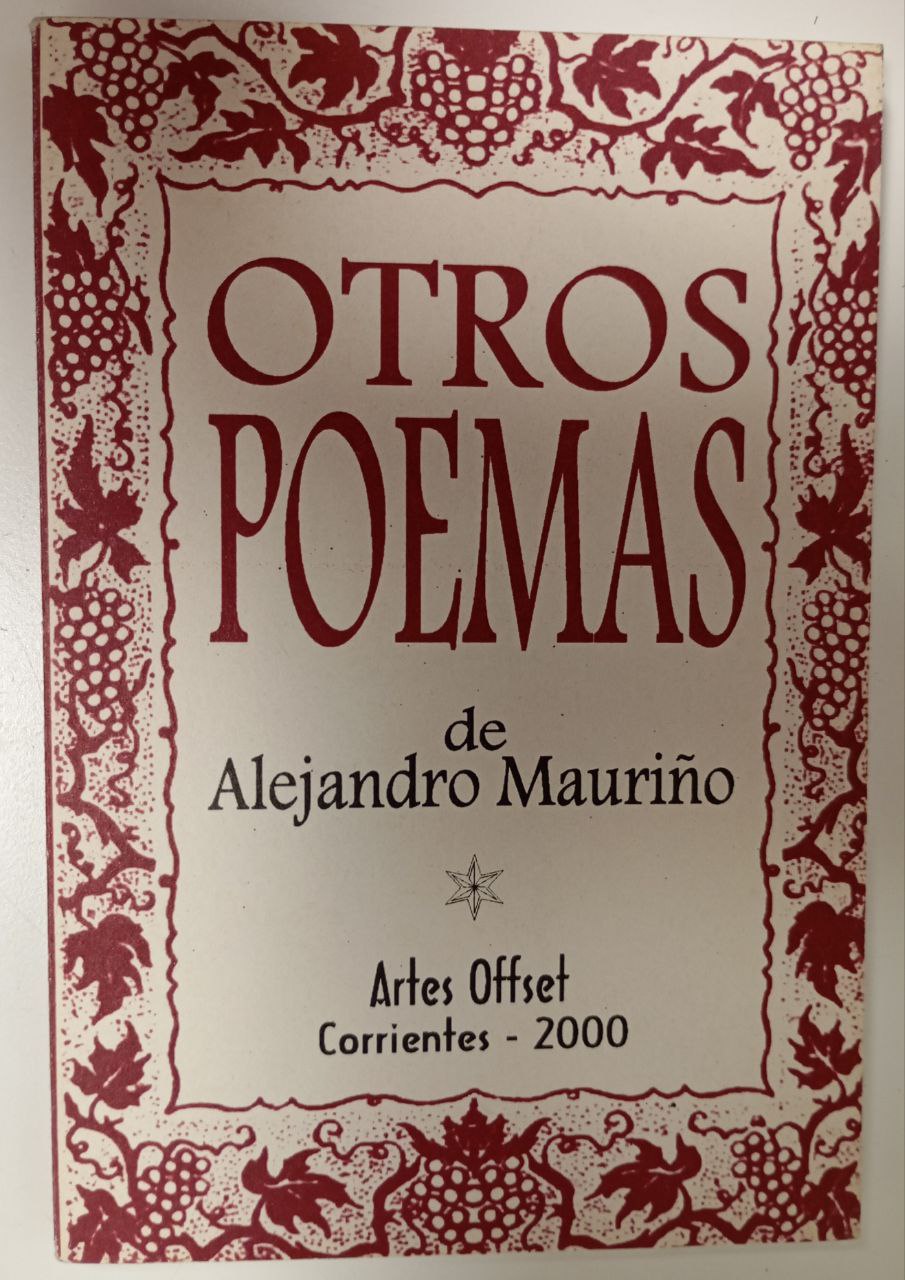 OTROS
POEMAS
de
Alejandro Mauriño
Artes Offset
Corrientes - 2000